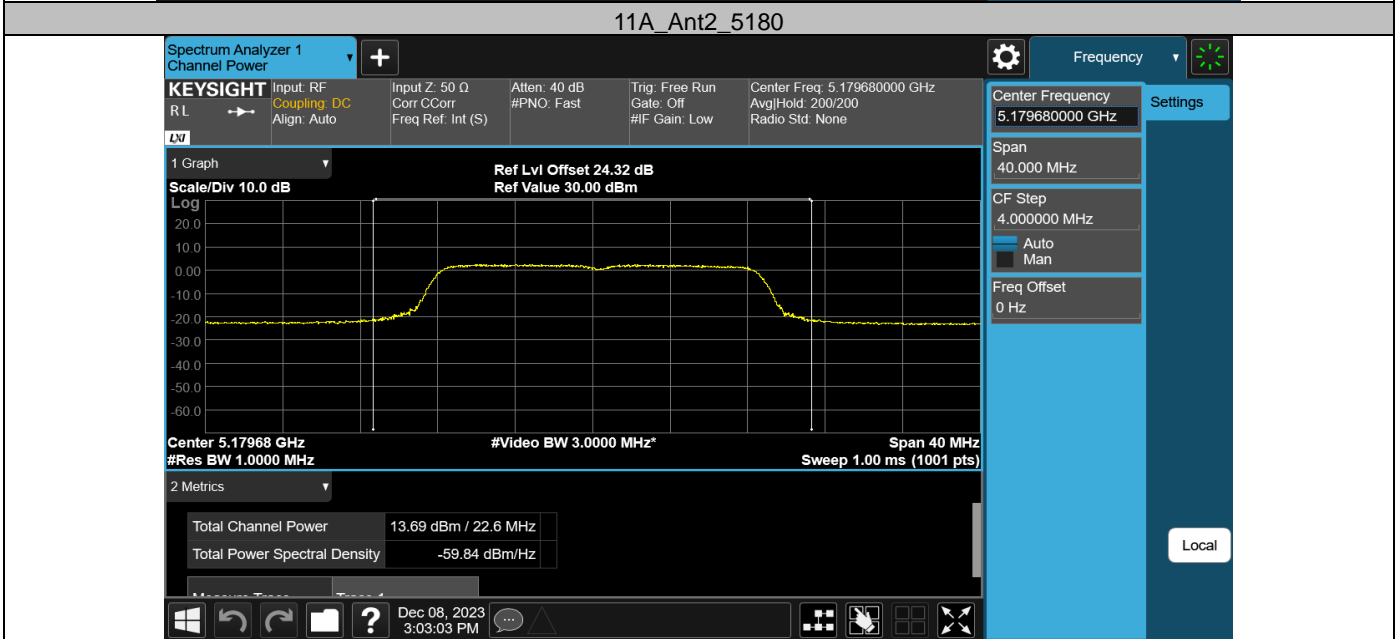 11A_Ant2_5180
Spectrum Analyzer 1
Channel Power
+
Frequency
KEYSIGHT
R L
LXI
Input: RF
Coupling: DC
Align: Auto
Input Z: 50 Ω
Corr CCorr
Freq Ref: Int (S)
Atten: 40 dB
#PNO: Fast
Trig: Free Run
Gate: Off
#IF Gain: Low
Center Freq: 5.179680000 GHz
Avg|Hold: 200/200
Radio Std: None
Center Frequency
5.179680000 GHz
Settings
Span
40.000 MHz
CF Step
4.000000 MHz
Auto
Man
Freq Offset
0 Hz
1 Graph
Scale/Div 10.0 dB
Ref Lvl Offset 24.32 dB
Ref Value 30.00 dBm
Log
20.0
10.0
0.00
-10.0
-20.0
-30.0
-40.0
-50.0
-60.0
Center 5.17968 GHz
#Video BW 3.0000 MHz*
Span 40 MHz
#Res BW 1.0000 MHz
Sweep 1.00 ms (1001 pts)
2 Metrics
Total Channel Power 13.69 dBm / 22.6 MHz
Total Power Spectral Density -59.84 dBm/Hz
Local
?
Dec 08, 2023
3:03:03 PM